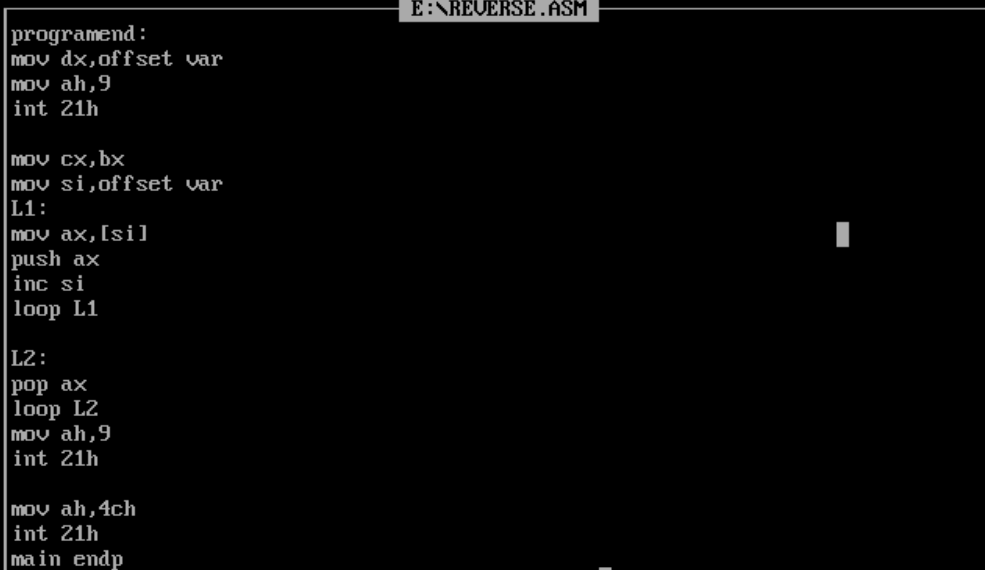 E:\REVERSE.ASM
programend:
mov dx,offset var
mov ah,9
int 21h
mov cx,bx
mov si,offset var
L1:
mov ax,[si]
push ax
inc si
loop L1
L2:
pop ax
loop L2
mov ah,9
int 21h
mov ah,4ch
int 21h
main endp